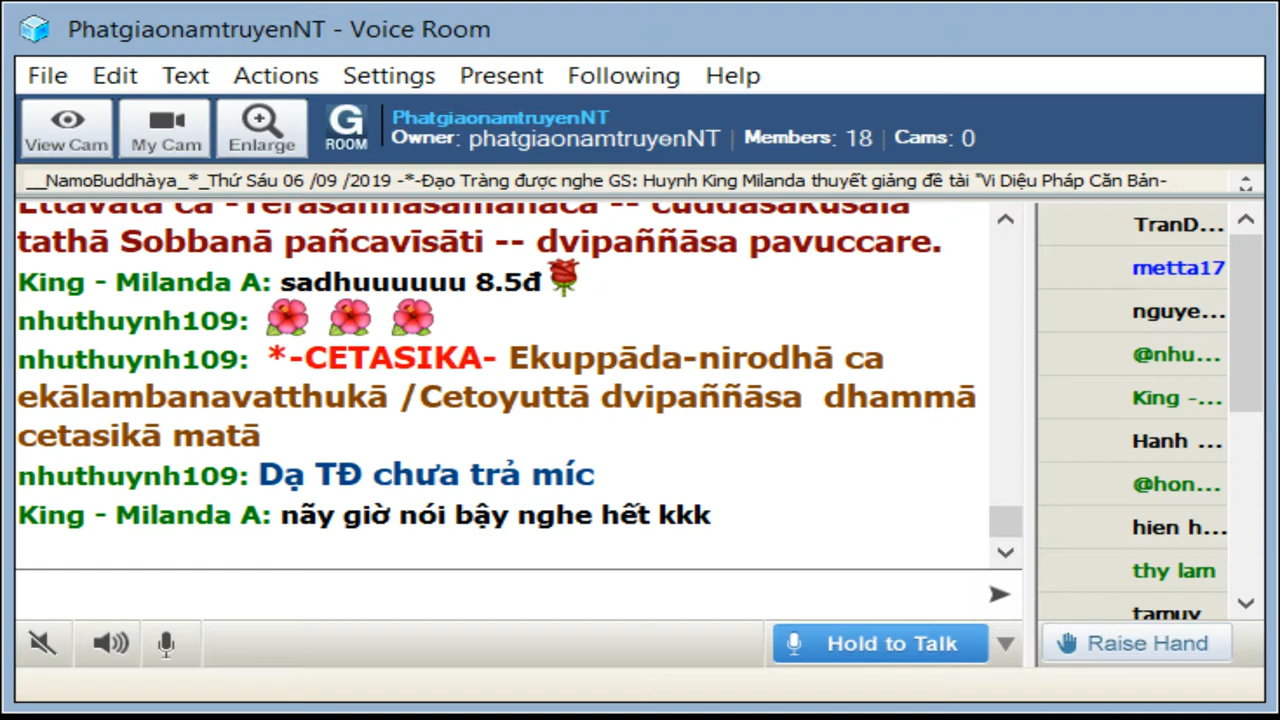 PhatgiaonamtruyenNT - Voice Room
File Edit Text Actions Settings Present Following Help
View Cam My Cam Enlarge G ROOM
PhatgiaonamtruyenNT
Owner: phatgiaonamtruyenNT | Members: 18 | Cams: 0
__NamoBuddhàya_*_Thứ Sáu 06 /09 /2019 -*-Đạo Tràng được nghe GS: Huynh King Milanda thuyết giảng đề tài "Vi Diệu Pháp Căn Bản-
tathā Sobbanā pañcavīsāti -- dvipaññāsa pavuccare.
King - Milanda A: sadhuuuuuu 8.5đ
nhuthuynh109:
nhuthuynh109: *-CETASIKA- Ekuppāda-nirodhā ca
ekālambanavatthukā /Cetoyuttā dvipaññāsa dhammā
cetasikā matā
nhuthuynh109: Dạ TĐ chưa trả míc
King - Milanda A: nãy giờ nói bậy nghe hết kkk
TranD...
metta17
nguye...
@nhu...
King -...
Hanh ...
@hon...
hien h...
thy lam
tamuy
Hold to Talk
Raise Hand